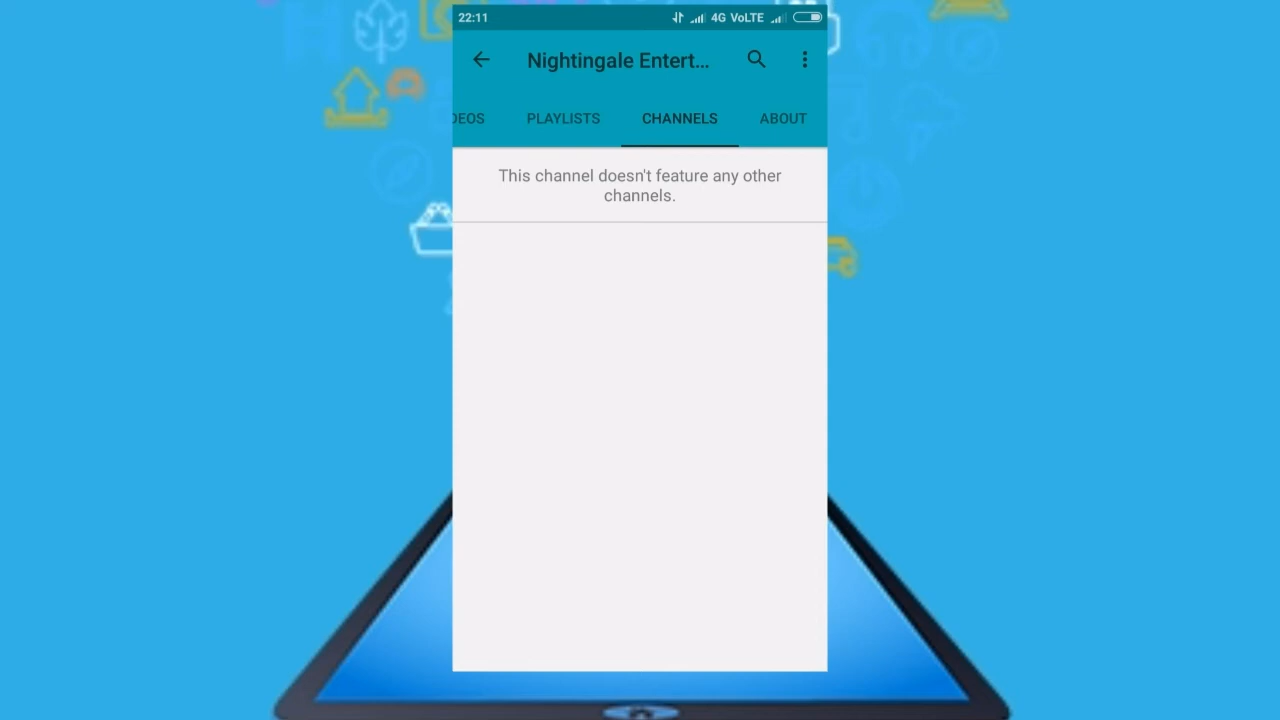 22:11 4G VoLTE
Nightingale Entert...
DEOS PLAYLISTS CHANNELS ABOUT
This channel doesn't feature any other
channels.